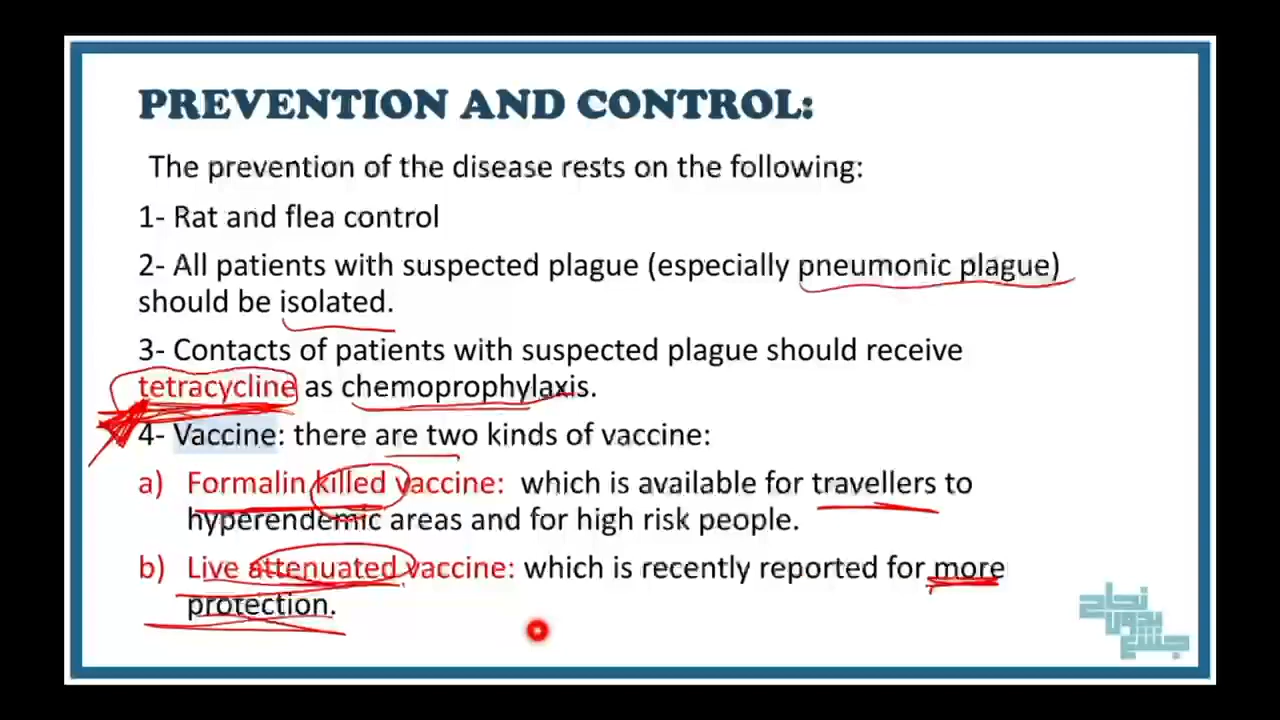 PREVENTION AND CONTROL:
The prevention of the disease rests on the following:
1- Rat and flea control
2- All patients with suspected plague (especially pneumonic plague)
should be isolated.
3- Contacts of patients with suspected plague should receive
tetracycline as chemoprophylaxis.
4- Vaccine: there are two kinds of vaccine:
a) Formalin killed vaccine: which is available for travellers to
hyperendemic areas and for high risk people.
b) Live attenuated vaccine: which is recently reported for more
protection.
نجاح
بدون
جشع